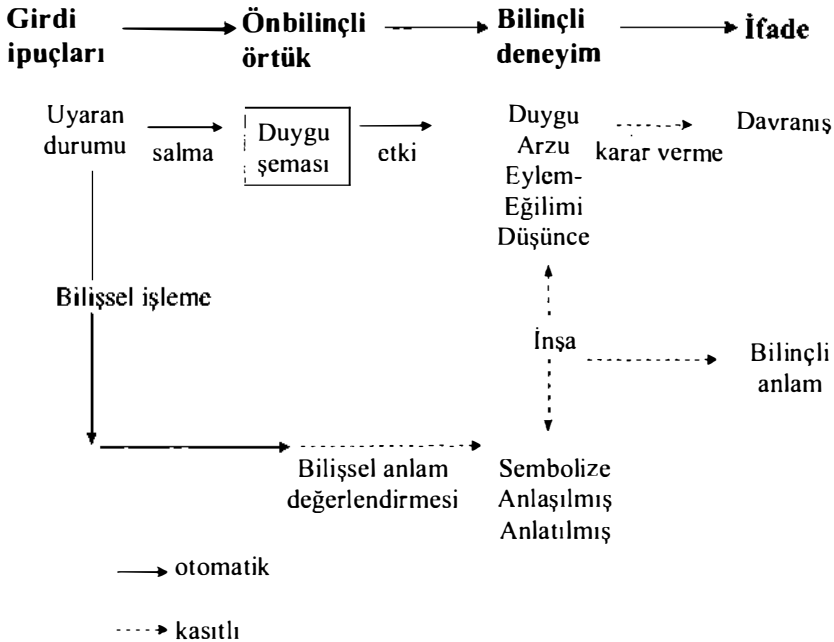 Girdi ipuçları
Önbilinçli örtük
Bilinçli deneyim
İfade
Uyaran durumu
salma
Duygu şeması
etki
Duygu
Arzu
Eylem-
Eğilimi
Düşünce
karar verme
Davranış
Bilişsel işleme
İnşa
Bilinçli
anlam
Bilişsel anlam
değerlendirmesi
Sembolize
Anlaşılmış
Anlatılmış
otomatik
kasıtlı